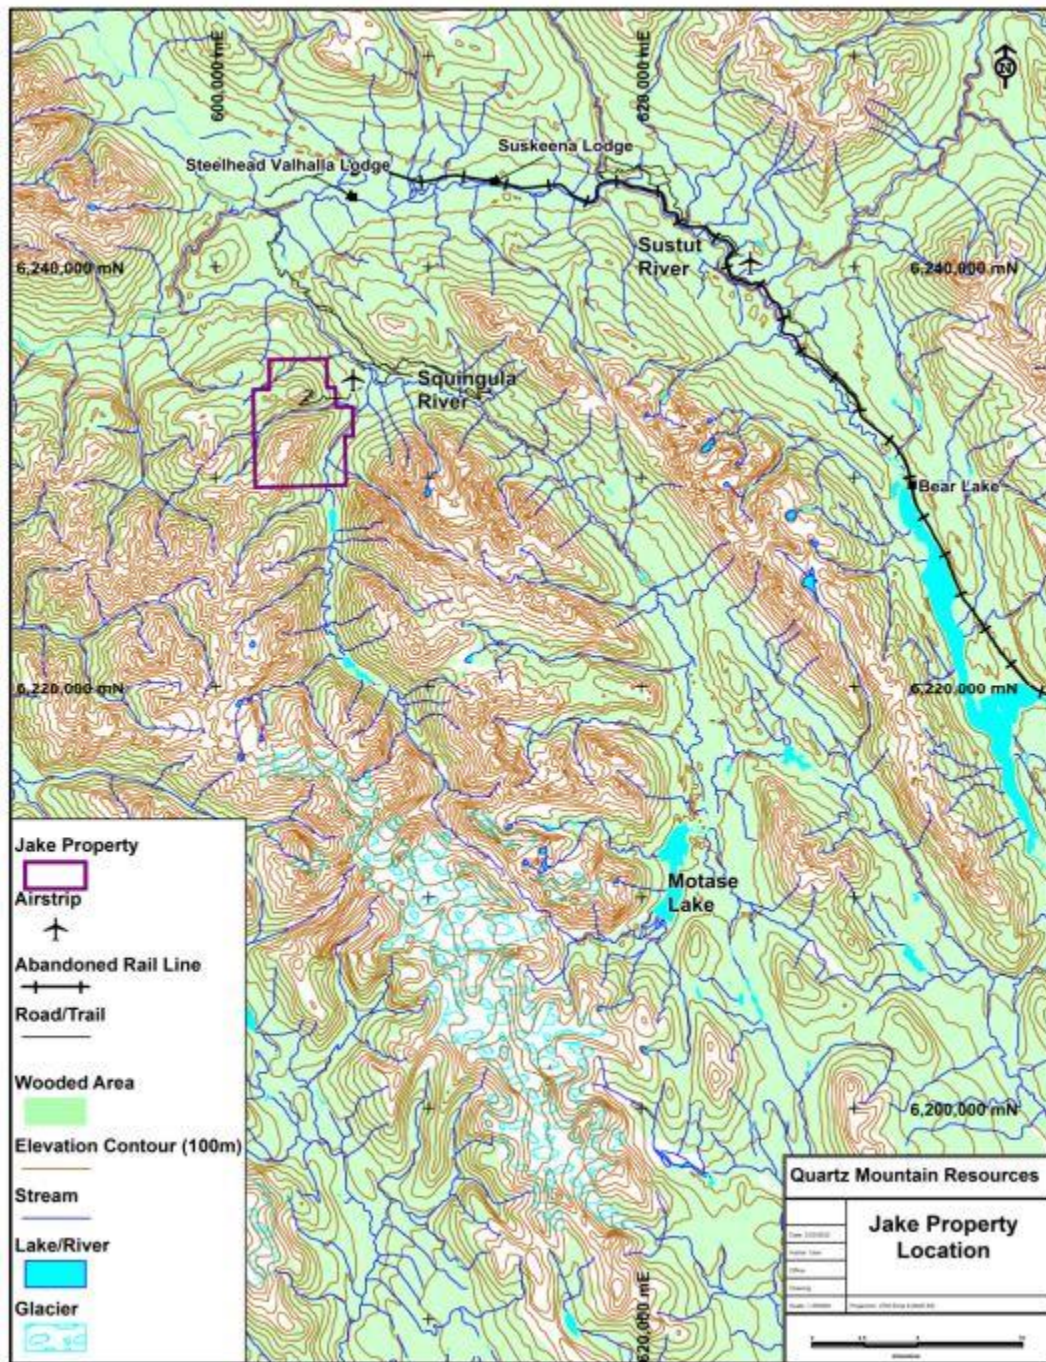 600,000 mE
620,000 mE
N
Suskeena Lodge
Steelhead Valhalla Lodge
Sustut
River
6,240,000 mN
6,240,000 mN
Squingula
River
Bear Lake
6,220,000 mN
6,220,000 mN
Motase
Lake
Jake Property
Airstrip
Abandoned Rail Line
Road/Trail
Wooded Area
Elevation Contour (100m)
Stream
Lake/River
Glacier
6,200,000 mN
620,000 mE
Quartz Mountain Resources
Jake Property
Location